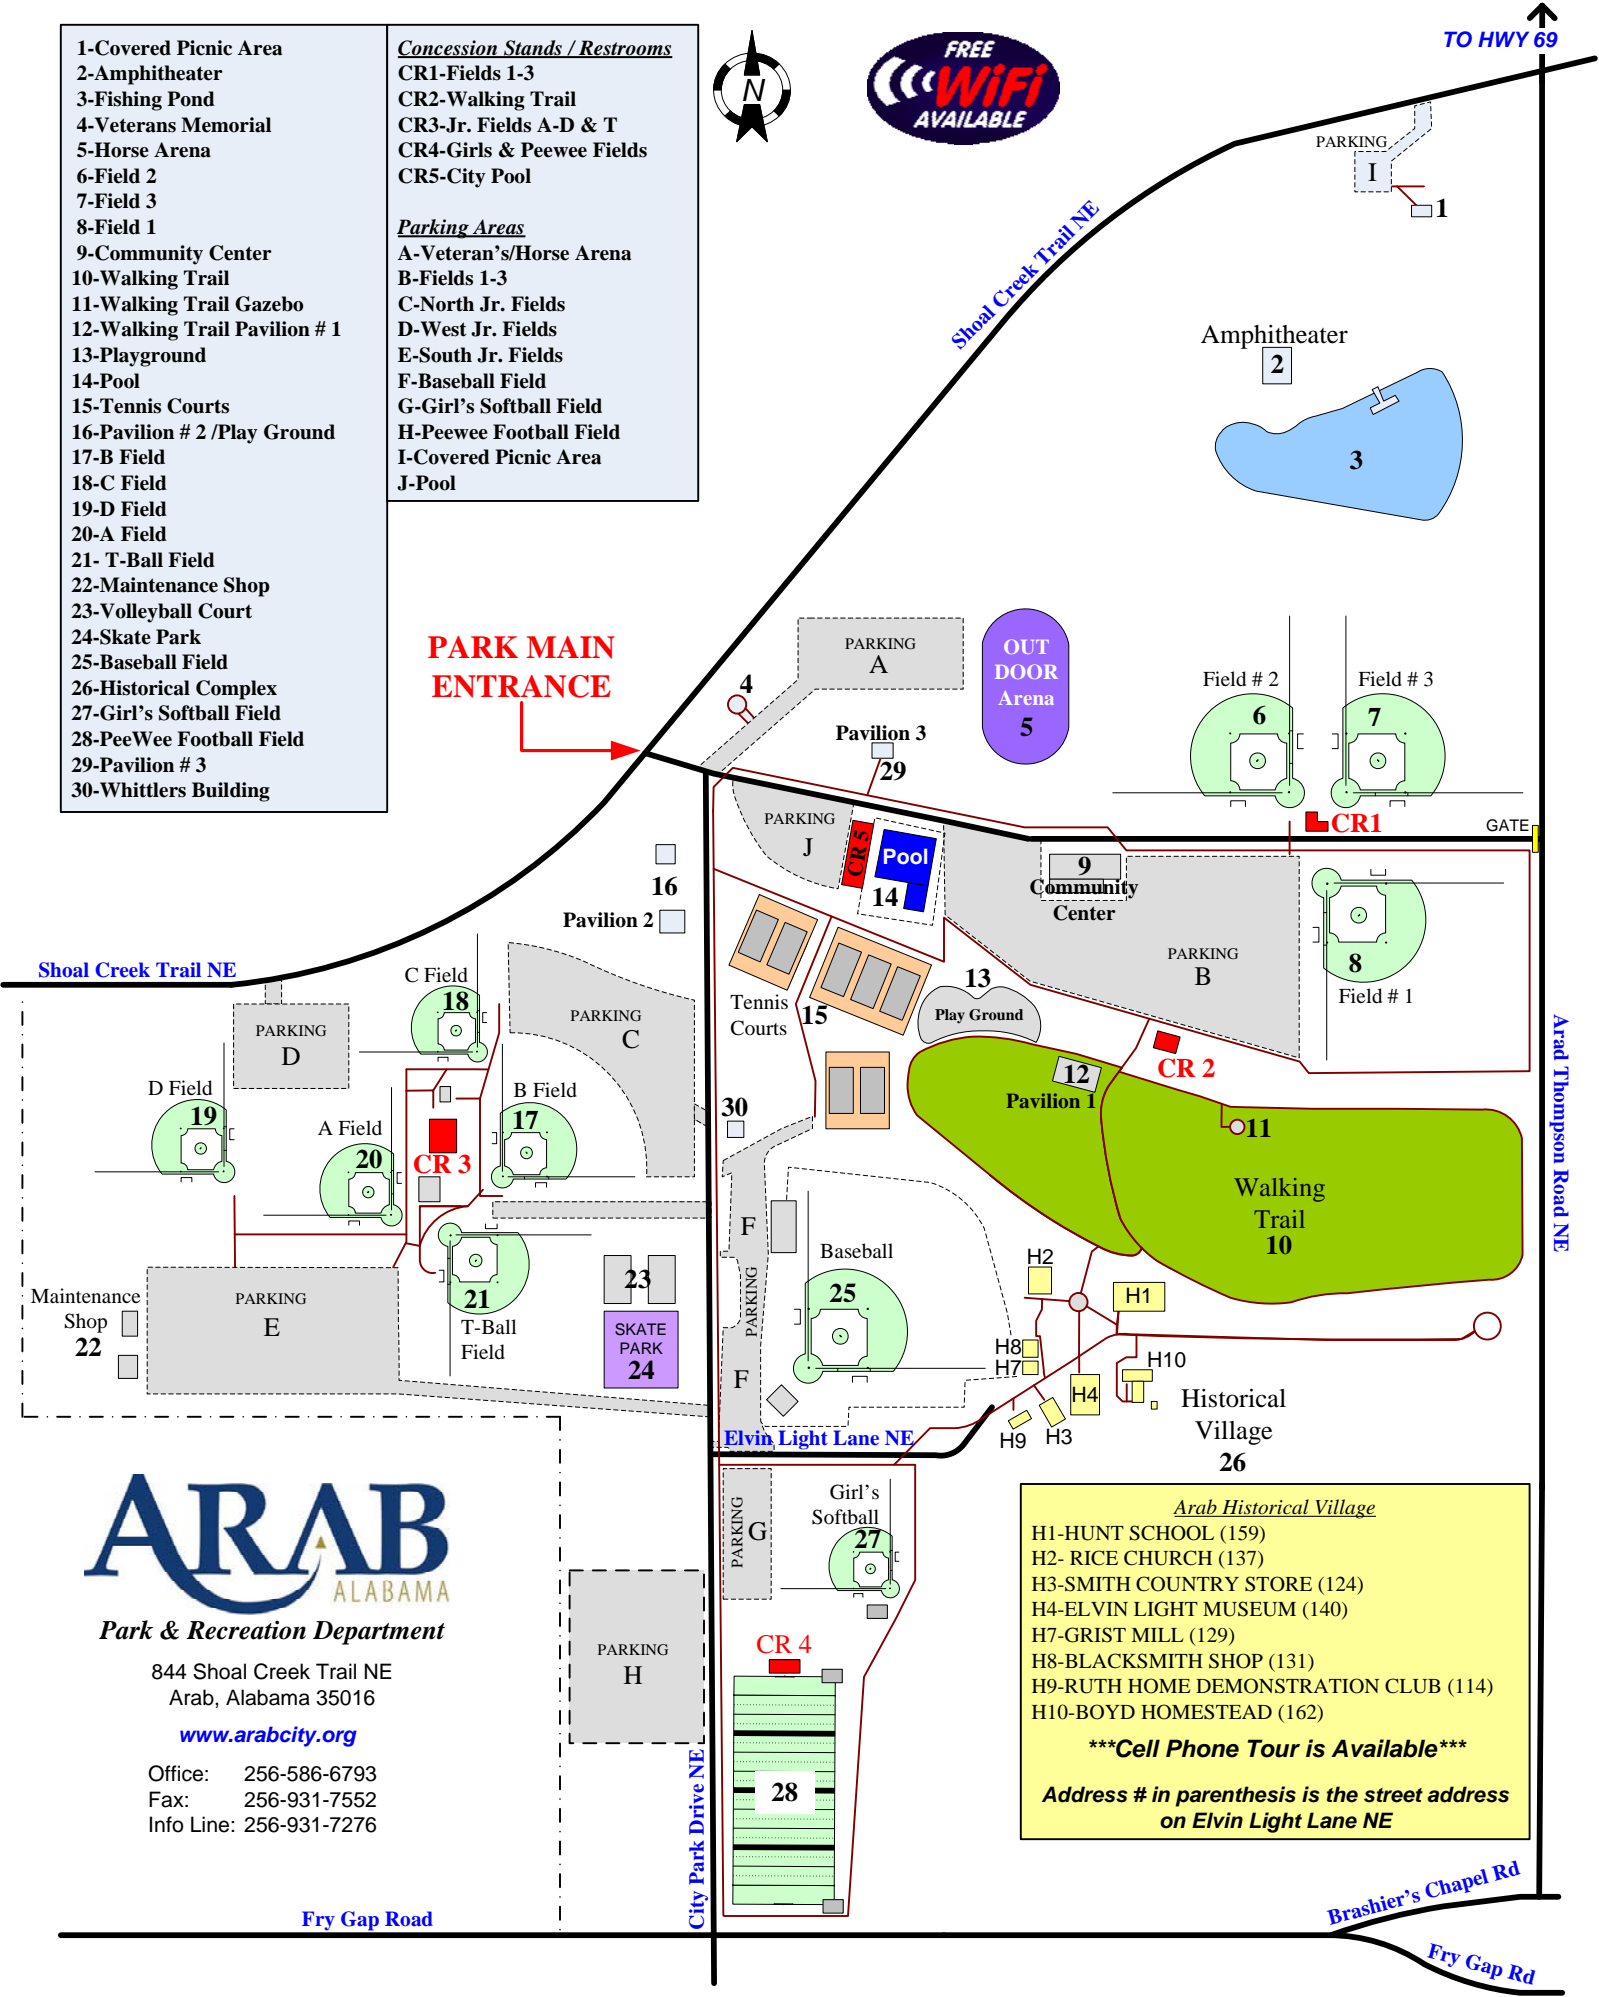 1-Covered Picnic Area
2-Amphitheater
3-Fishing Pond
4-Veterans Memorial
5-Horse Arena
6-Field 2
7-Field 3
8-Field 1
9-Community Center
10-Walking Trail
11-Walking Trail Gazebo
12-Walking Trail Pavilion # 1
13-Playground
14-Pool
15-Tennis Courts
16-Pavilion # 2 /Play Ground
17-B Field
18-C Field
19-D Field
20-A Field
21- T-Ball Field
22-Maintenance Shop
23-Volleyball Court
24-Skate Park
25-Baseball Field
26-Historical Complex
27-Girl's Softball Field
28-PeeWee Football Field
29-Pavilion # 3
30-Whittlers Building
Concession Stands / Restrooms
CR1-Fields 1-3
CR2-Walking Trail
CR3-Jr. Fields A-D & T
CR4-Girls & Peewee Fields
CR5-City Pool
Parking Areas
A-Veteran's/Horse Arena
B-Fields 1-3
C-North Jr. Fields
D-West Jr. Fields
E-South Jr. Fields
F-Baseball Field
G-Girl's Softball Field
H-Peewee Football Field
I-Covered Picnic Area
J-Pool
N
FREE
WiFi
AVAILABLE
TO HWY 69
PARKING
I
1
Shoal Creek Trail NE
Amphitheater
2
3
PARK MAIN
ENTRANCE
4
PARKING
A
OUT
DOOR
Arena
5
Pavilion 3
29
Field # 2
6
Field # 3
7
CR1
GATE
PARKING
J
CR 5
Pool
14
9
Community
Center
PARKING
B
8
Field # 1
16
Pavilion 2
Shoal Creek Trail NE
C Field
18
PARKING
C
PARKING
D
Tennis
Courts
15
13
Play Ground
12
Pavilion 1
CR 2
11
Walking
Trail
10
Arad Thompson Road NE
D Field
19
A Field
20
B Field
17
CR 3
30
F
PARKING
F
Baseball
25
Maintenance
Shop
22
PARKING
E
21
T-Ball
Field
23
SKATE
PARK
24
H2
H1
H8
H7
H10
H4
H9
H3
Historical
Village
26
Elvin Light Lane NE
PARKING
G
Girl's
Softball
27
ARAB
ALABAMA
Park & Recreation Department
844 Shoal Creek Trail NE
Arab, Alabama 35016
www.arabcity.org
Office: 256-586-6793
Fax: 256-931-7552
Info Line: 256-931-7276
PARKING
H
CR 4
28
City Park Drive NE
Arab Historical Village
H1-HUNT SCHOOL (159)
H2- RICE CHURCH (137)
H3-SMITH COUNTRY STORE (124)
H4-ELVIN LIGHT MUSEUM (140)
H7-GRIST MILL (129)
H8-BLACKSMITH SHOP (131)
H9-RUTH HOME DEMONSTRATION CLUB (114)
H10-BOYD HOMESTEAD (162)
***Cell Phone Tour is Available***
Address # in parenthesis is the street address
on Elvin Light Lane NE
Fry Gap Road
Brashier's Chapel Rd
Fry Gap Rd